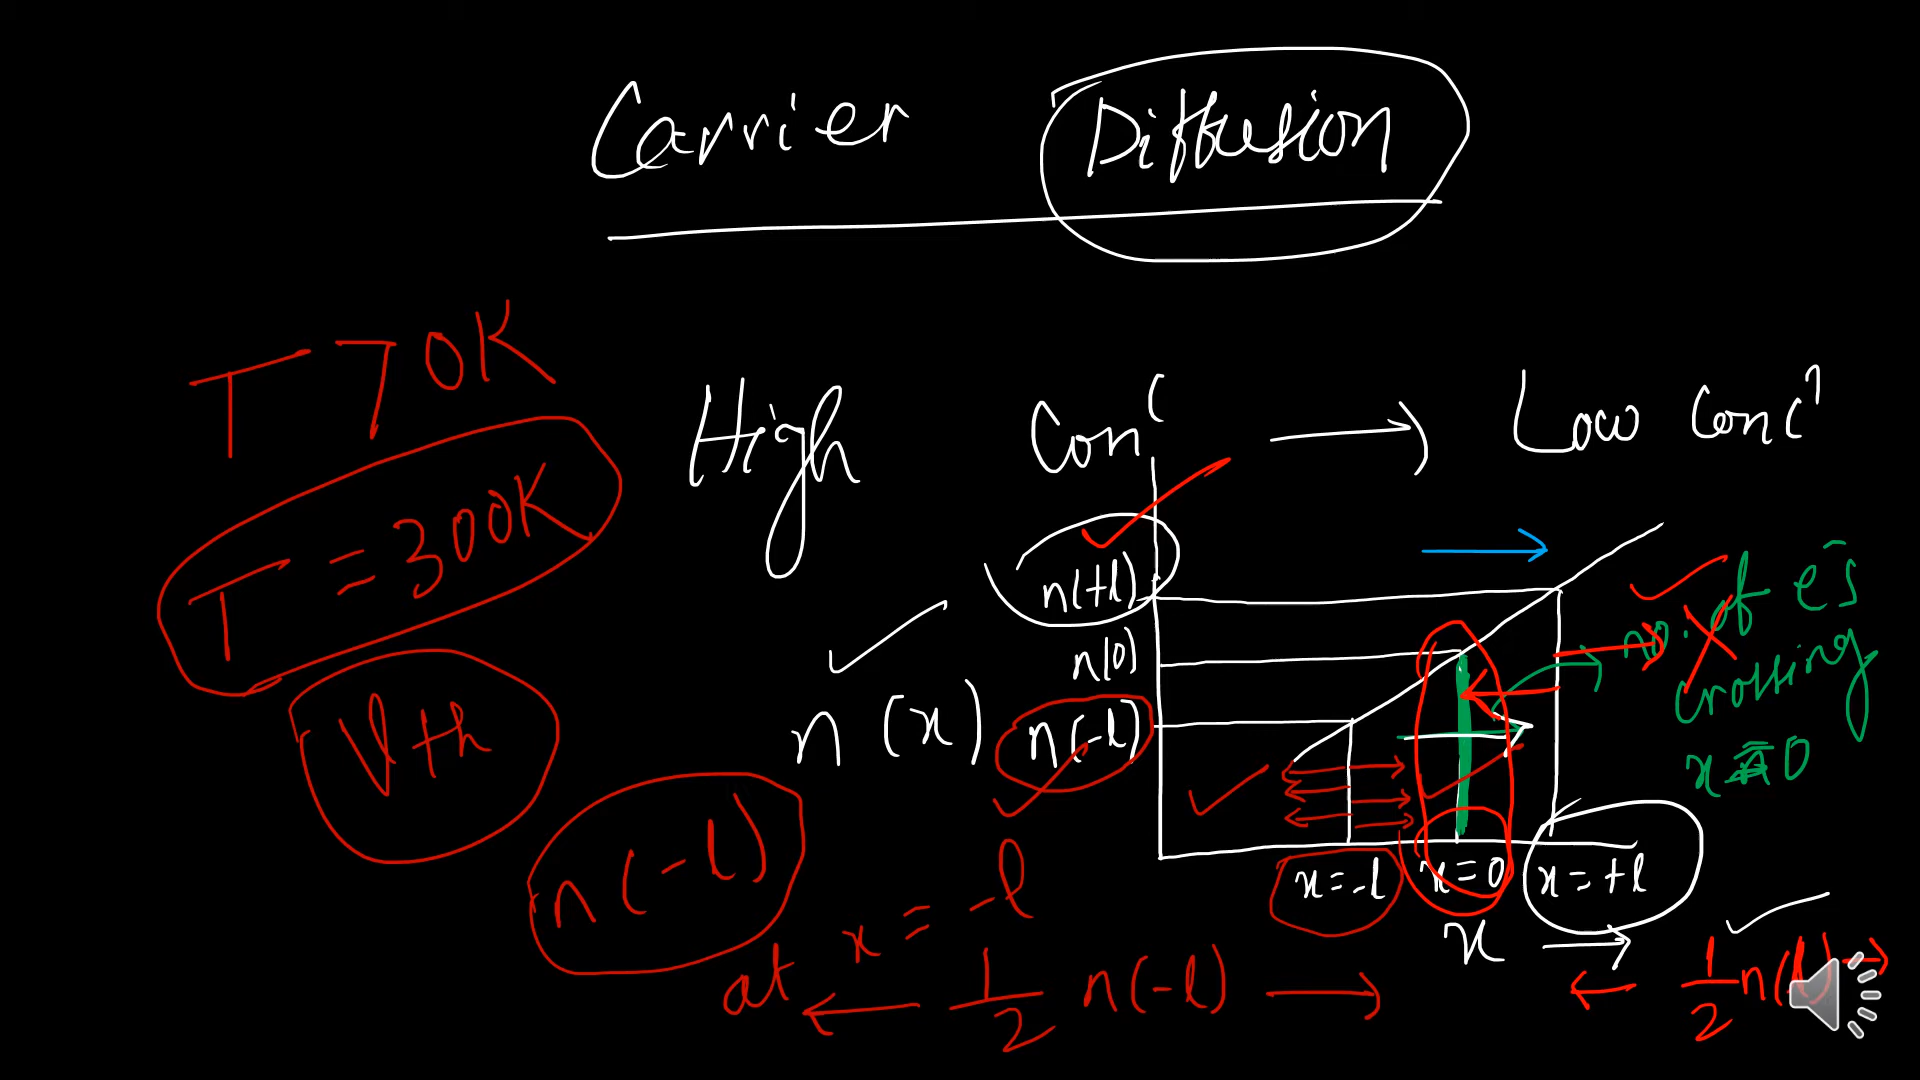 Carrier Diffusion
T > 0K
High Conc → Low Conc
T = 300K
n(+l)
no. of e's
n(0)
crossing
n(x) n(-l)
x = 0
Vth
n(-l)
x=-l x=0 x=+l
x →
at x = -l
← 1/2 n(-l) →
← 1/2 n(l) →